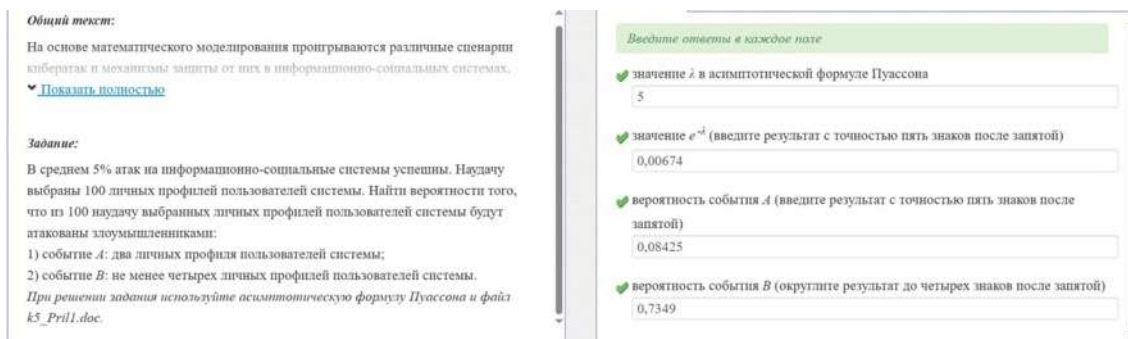 Общий текст:
На основе математического моделирования проигрываются различные сценарии
кибератак и механизмы защиты от них в информационно-социальных системах.
Показать полностью
Задание:
В среднем 5% атак на информационно-социальные системы успешны. Наудачу
выбраны 100 личных профилей пользователей системы. Найти вероятности того,
что из 100 наудачу выбранных личных профилей пользователей системы будут
атакованы злоумышленниками:
1) событие A: два личных профиля пользователей системы;
2) событие B: не менее четырех личных профилей пользователей системы.
При решении задания используйте асимптотическую формулу Пуассона и файл
k5_Pril1.doc.
Введите ответы в каждое поле
значение λ в асимптотической формуле Пуассона
5
значение e^-λ (введите результат с точностью пять знаков после запятой)
0,00674
вероятность события A (введите результат с точностью пять знаков после
запятой)
0,08425
вероятность события B (округлите результат до четырех знаков после запятой)
0,7349